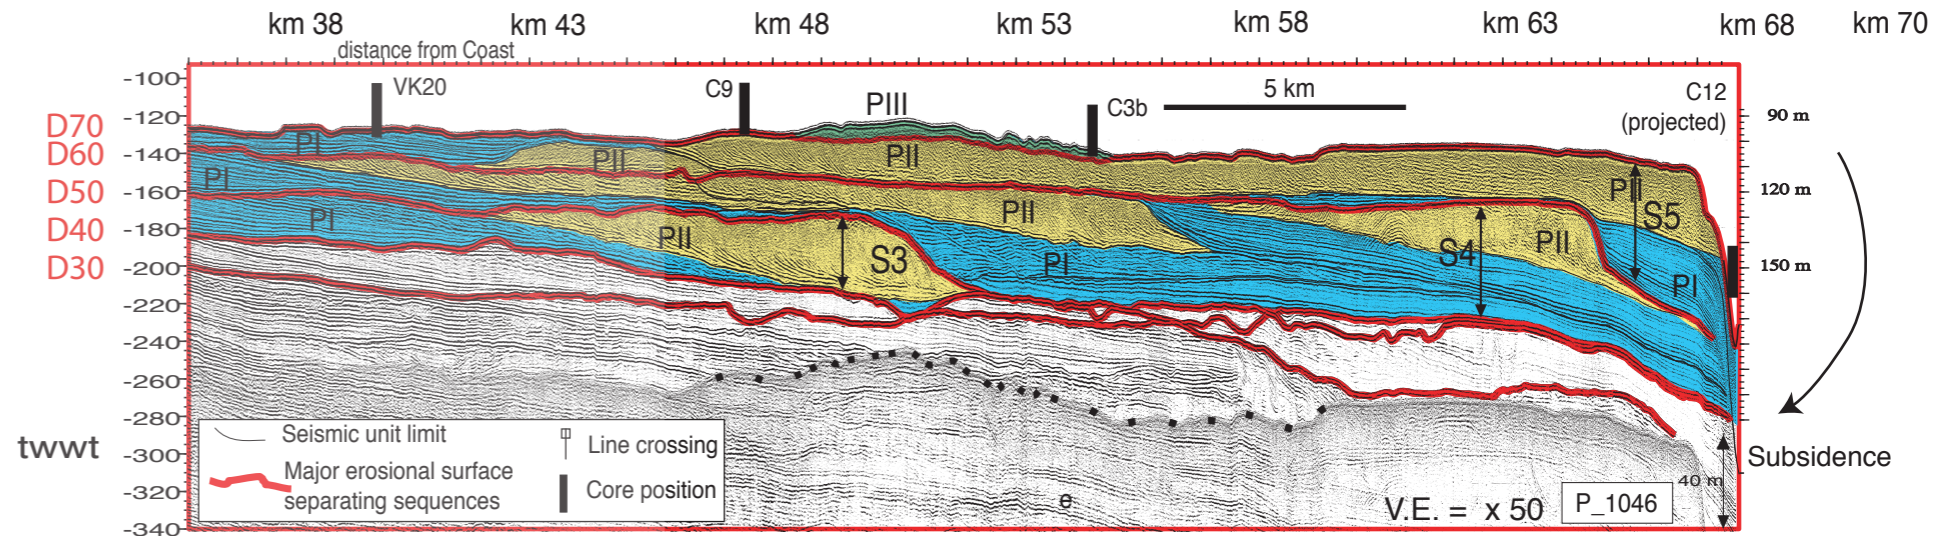 km 38 km 43 km 48 km 53 km 58 km 63 km 68 km 70
distance from Coast
-100
-120
-140
-160
-180
-200
-220
-240
-260
-280
-300
-320
-340
twwt
D70
D60
D50
D40
D30
VK20
C9
PIII
C3b
5 km
C12
(projected)
90 m
120 m
150 m
PI
PII
PII
PI
PII
PII
S5
PI
PII
S3
PI
S4
PII
PI
Seismic unit limit
Major erosional surface
separating sequences
Line crossing
Core position
e
V.E. = x 50
P_1046
40 m
Subsidence